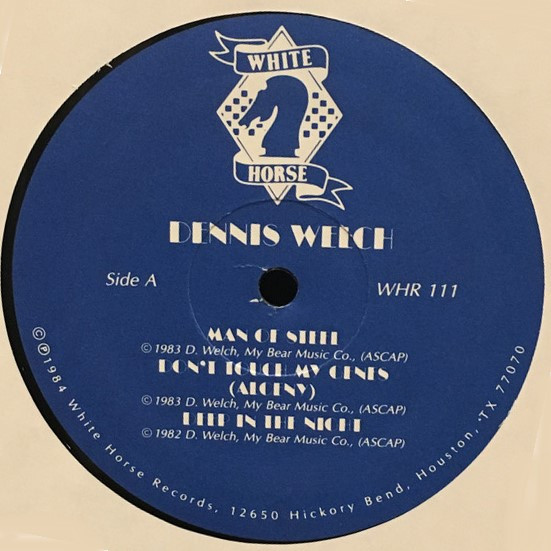 WHITE
HORSE
DENNIS WELCH
Side A
WHR 111
MAN OF STEEL
© 1983 D. Welch, My Bear Music Co., (ASCAP)
DON'T TOUCH MY GENES
(ALGENY)
© 1983 D. Welch, My Bear Music Co., (ASCAP)
DEEP IN THE NIGHT
© 1982 D. Welch, My Bear Music Co., (ASCAP)
© ℗ 1984 White Horse Records, 12650 Hickory Bend, Houston, TX 77070